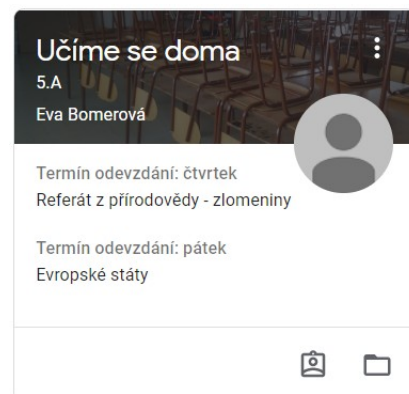 Učíme se doma
5.A
Eva Bomerová
Termín odevzdání: čtvrtek
Referát z přírodovědy - zlomeniny
Termín odevzdání: pátek
Evropské státy